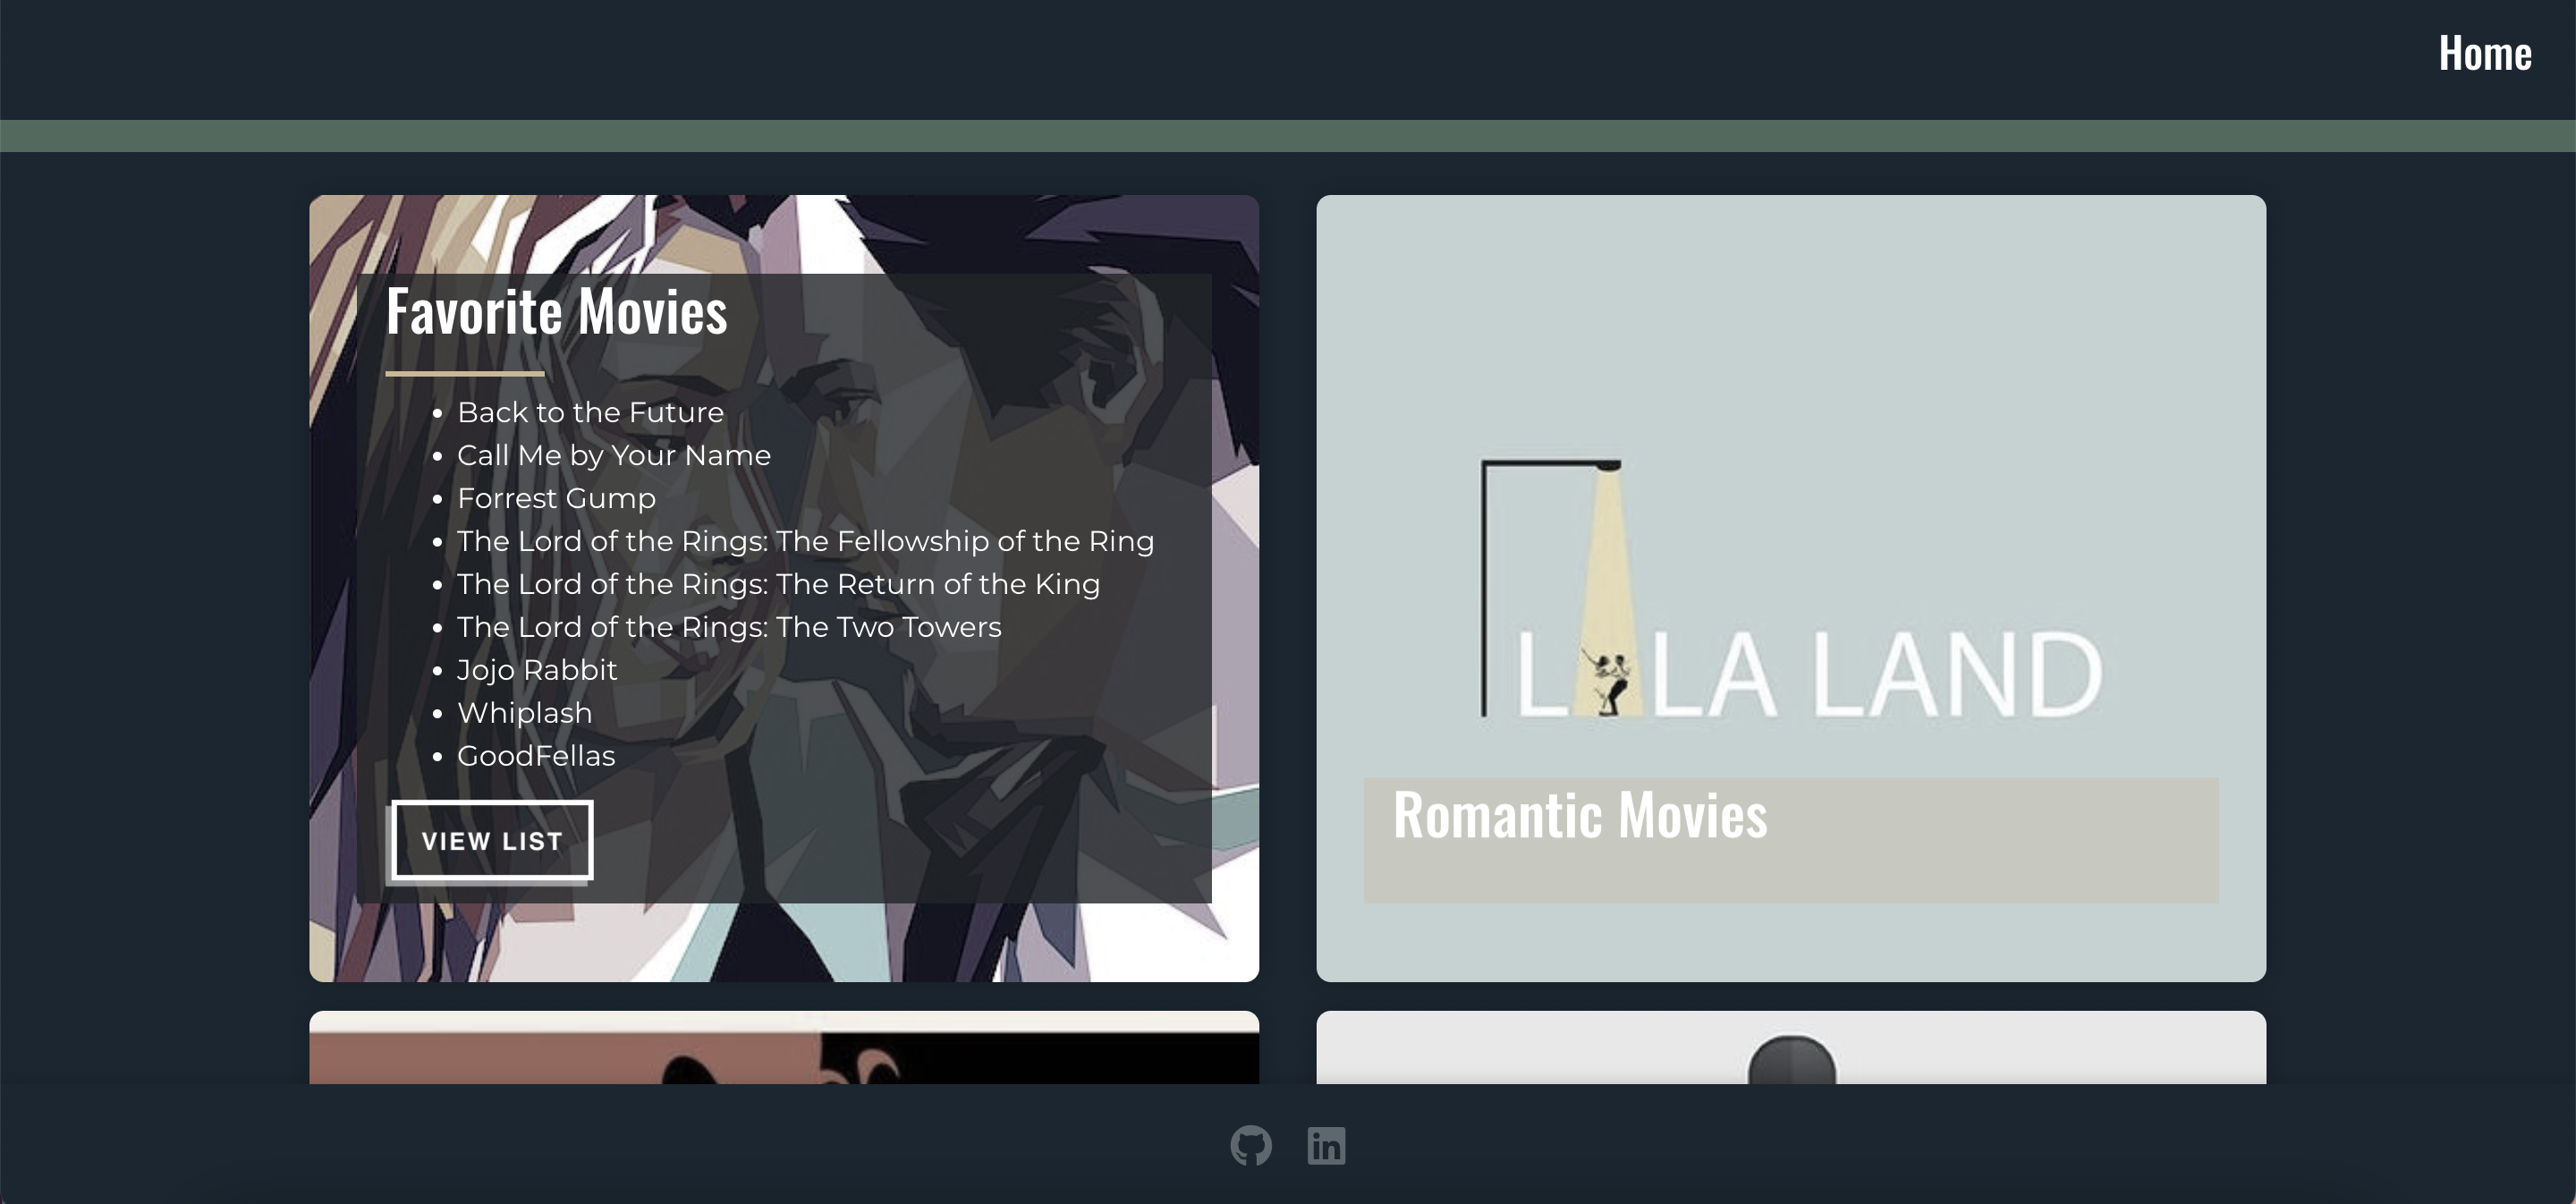 Home
Favorite Movies
Back to the Future
Call Me by Your Name
Forrest Gump
The Lord of the Rings: The Fellowship of the Ring
The Lord of the Rings: The Return of the King
The Lord of the Rings: The Two Towers
Jojo Rabbit
Whiplash
GoodFellas
VIEW LIST
LA LA LAND
Romantic Movies
in